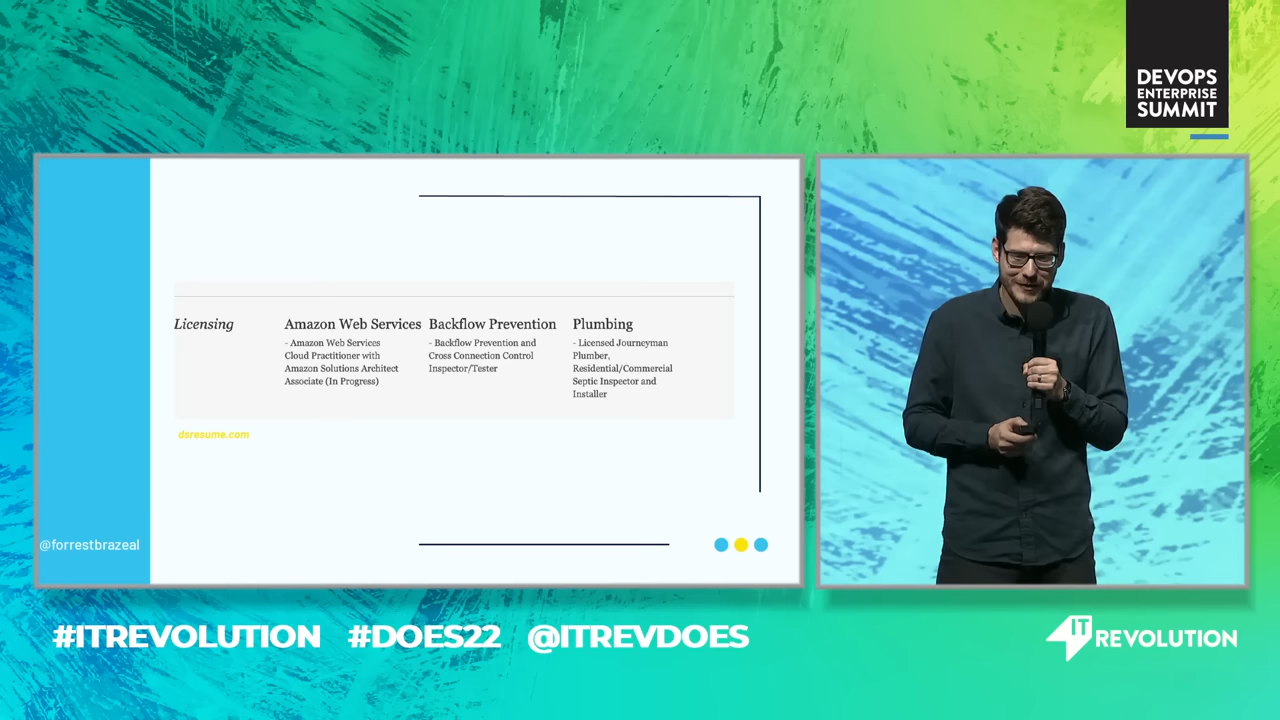 DEVOPS
ENTERPRISE
SUMMIT
Licensing
Amazon Web Services
- Amazon Web Services
Cloud Practitioner with
Amazon Solutions Architect
Associate (In Progress)
Backflow Prevention
- Backflow Prevention and
Cross Connection Control
Inspector/Tester
Plumbing
- Licensed Journeyman
Plumber,
Residential/Commercial
Septic Inspector and
Installer
dsresume.com
@forrestbrazeal
#ITREVOLUTION #DOES22 @ITREVDOES
IT REVOLUTION